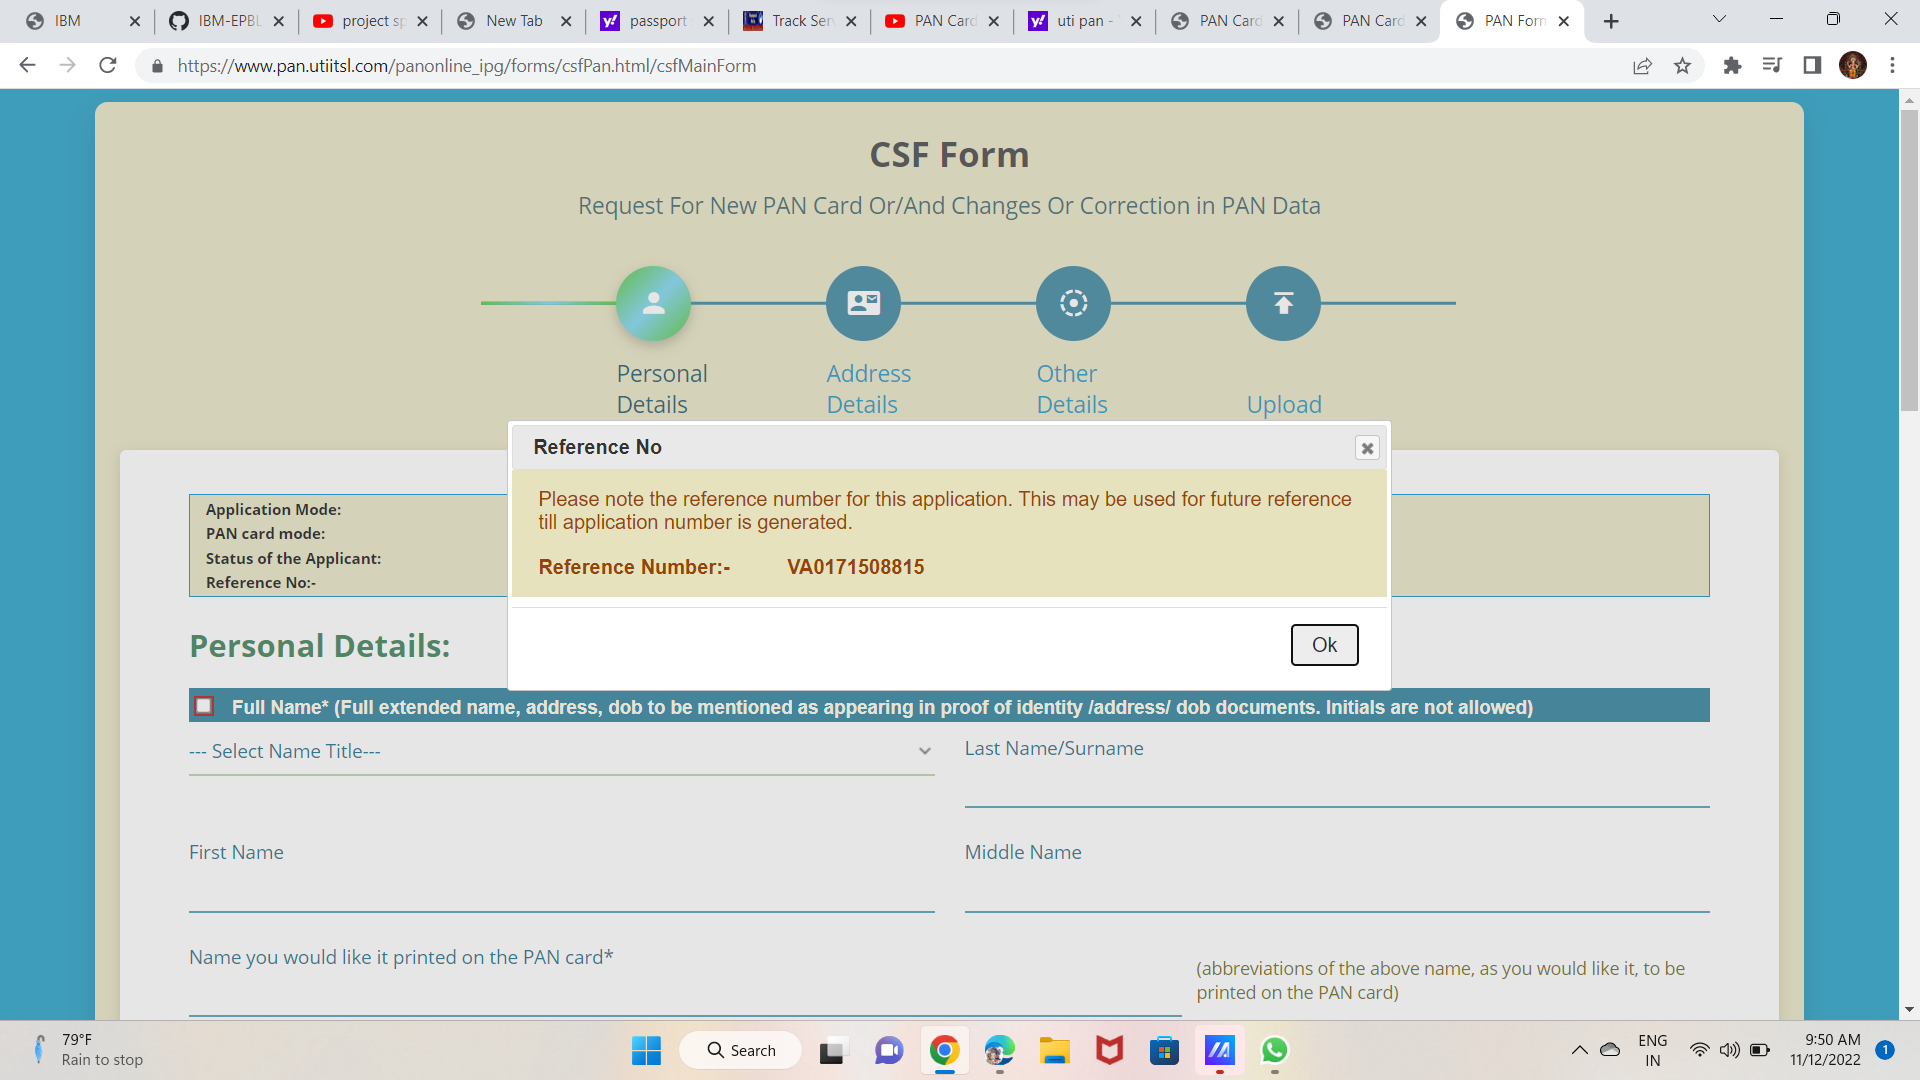 IBM
IBM-EPBL
project sp
New Tab
passport
Track Ser
PAN Card
uti pan -
PAN Card
PAN Card
PAN Form
https://www.pan.utiitsl.com/panonline_ipg/forms/csfPan.html/csfMainForm
CSF Form
Request For New PAN Card Or/And Changes Or Correction in PAN Data
Personal
Details
Address
Details
Other
Details
Upload
Reference No
Please note the reference number for this application. This may be used for future reference
till application number is generated.
Reference Number:- VA0171508815
Ok
Application Mode:
PAN card mode:
Status of the Applicant:
Reference No:-
Personal Details:
Full Name* (Full extended name, address, dob to be mentioned as appearing in proof of identity /address/ dob documents. Initials are not allowed)
--- Select Name Title---
Last Name/Surname
First Name
Middle Name
Name you would like it printed on the PAN card*
(abbreviations of the above name, as you would like it, to be
printed on the PAN card)
79°F
Rain to stop
Search
ENG
IN
9:50 AM
11/12/2022
1